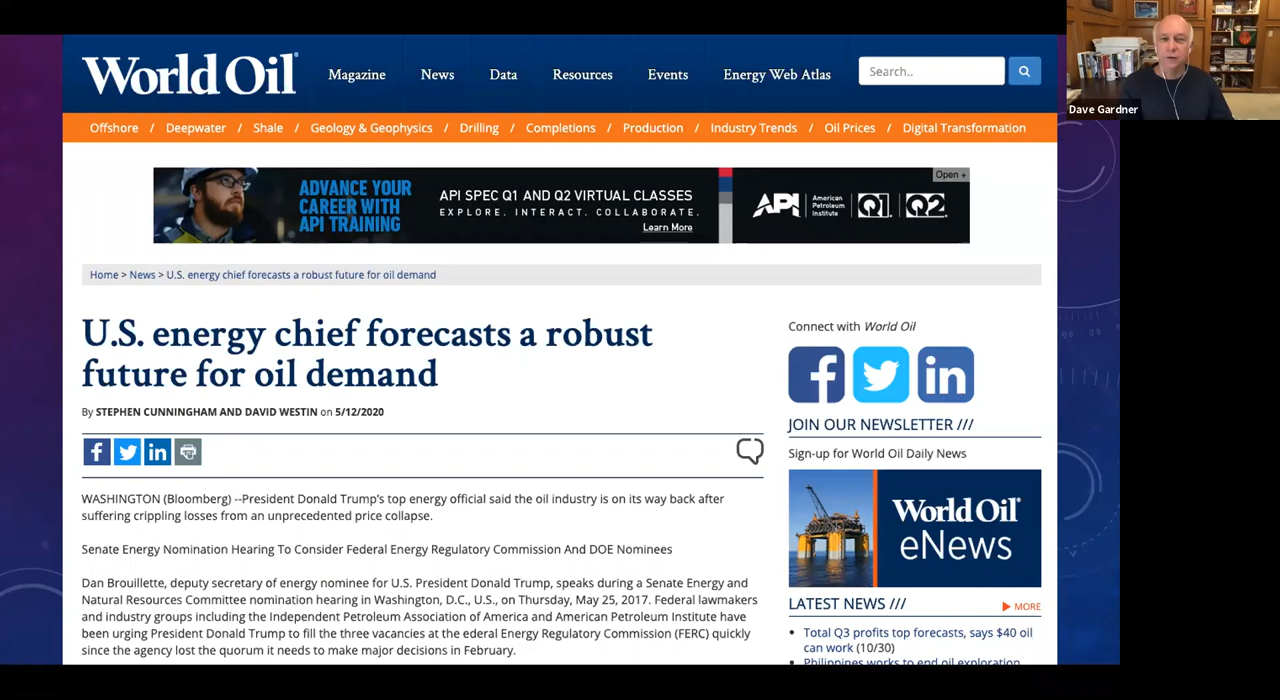 World Oil®
Magazine
News
Data
Resources
Events
Energy Web Atlas
Search..
Dave Gardner
Offshore / Deepwater / Shale / Geology & Geophysics / Drilling / Completions / Production / Industry Trends / Oil Prices / Digital Transformation
ADVANCE YOUR
CAREER WITH
API TRAINING
API SPEC Q1 AND Q2 VIRTUAL CLASSES
EXPLORE. INTERACT. COLLABORATE.
Learn More
Open +
API
American
Petroleum
Institute
Q1
Q2
Home > News > U.S. energy chief forecasts a robust future for oil demand
U.S. energy chief forecasts a robust
future for oil demand
By STEPHEN CUNNINGHAM AND DAVID WESTIN on 5/12/2020
WASHINGTON (Bloomberg) --President Donald Trump's top energy official said the oil industry is on its way back after
suffering crippling losses from an unprecedented price collapse.
Senate Energy Nomination Hearing To Consider Federal Energy Regulatory Commission And DOE Nominees
Dan Brouillette, deputy secretary of energy nominee for U.S. President Donald Trump, speaks during a Senate Energy and
Natural Resources Committee nomination hearing in Washington, D.C., U.S., on Thursday, May 25, 2017. Federal lawmakers
and industry groups including the Independent Petroleum Association of America and American Petroleum Institute have
been urging President Donald Trump to fill the three vacancies at the ederal Energy Regulatory Commission (FERC) quickly
since the agency lost the quorum it needs to make major decisions in February.
Connect with World Oil
JOIN OUR NEWSLETTER ///
Sign-up for World Oil Daily News
World Oil®
eNews
LATEST NEWS ///
MORE
Total Q3 profits top forecasts, says $40 oil
can work (10/30)
Philippines works to end oil exploration